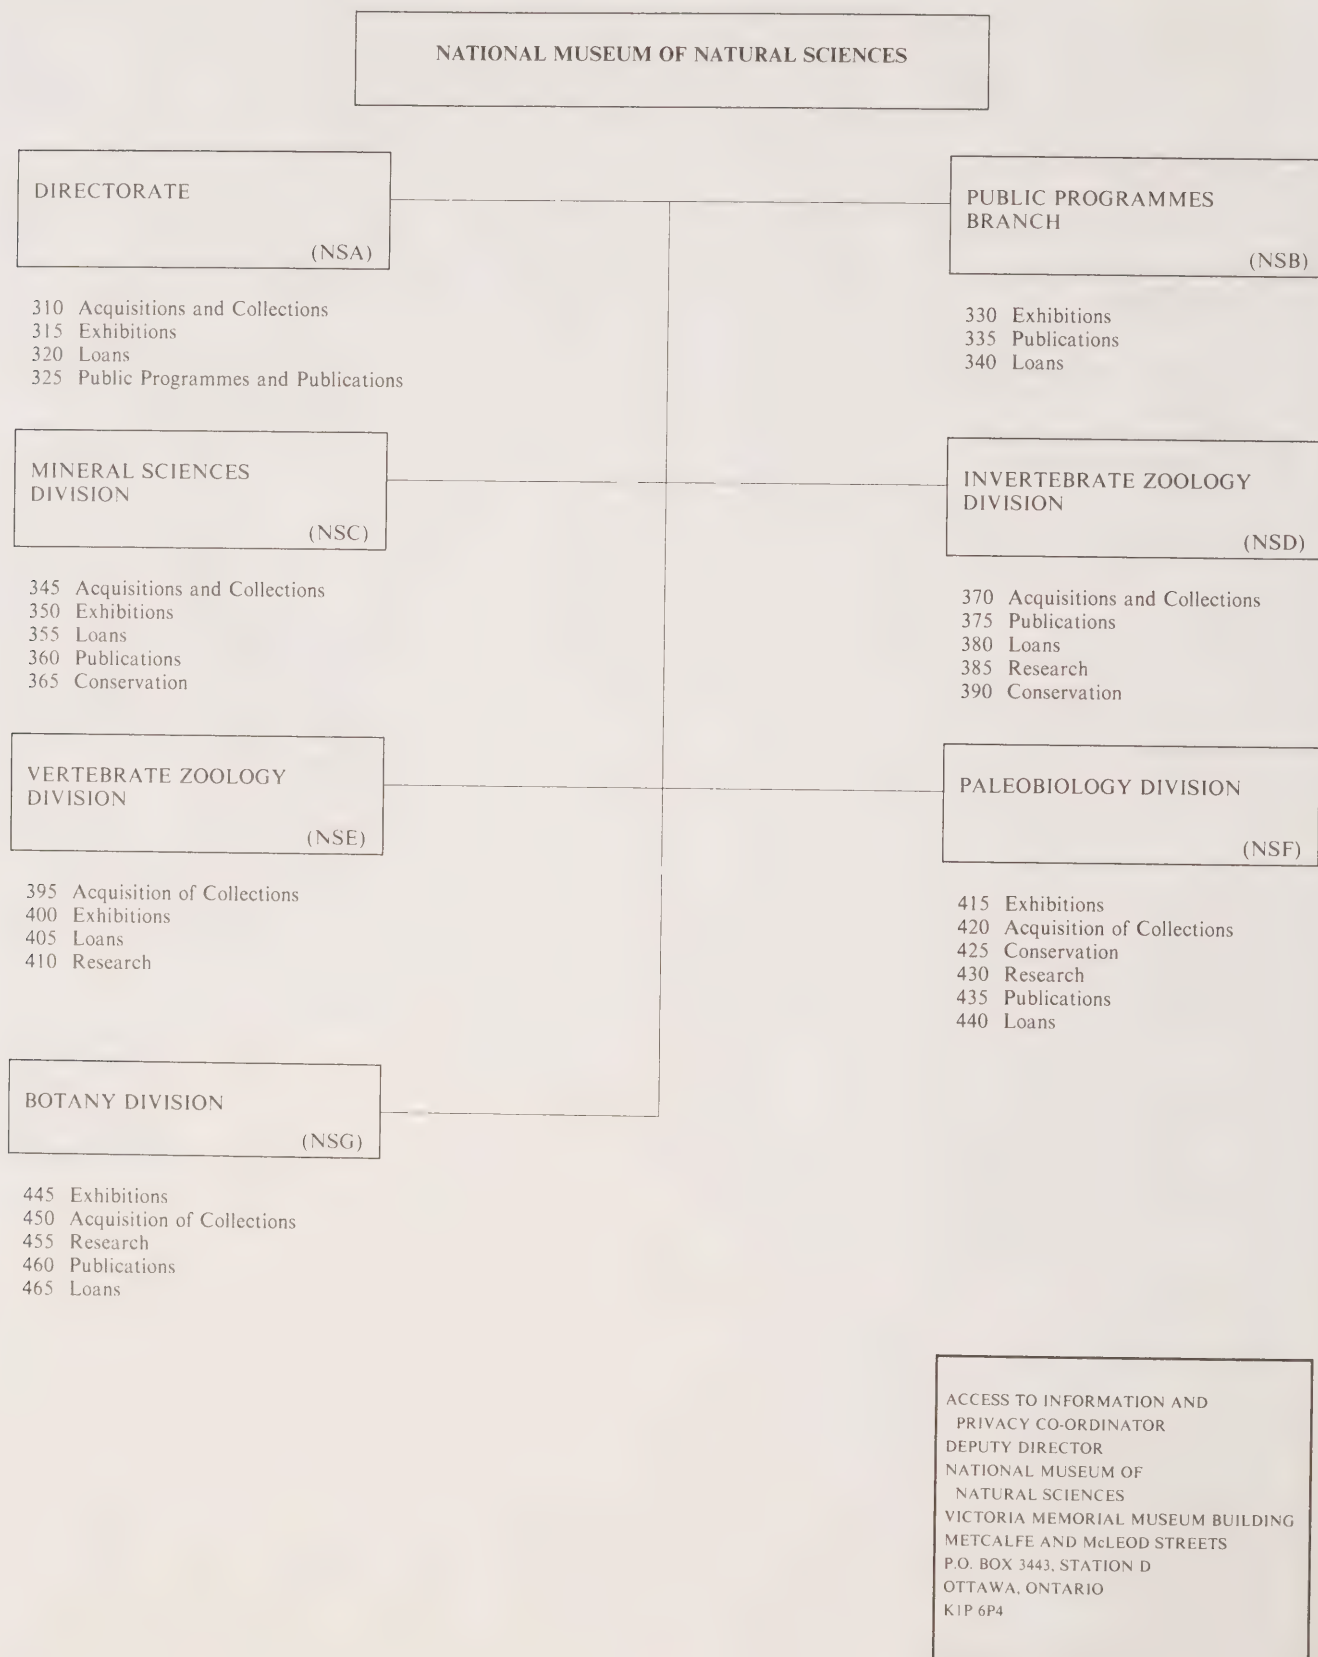 NATIONAL MUSEUM OF NATURAL SCIENCES
DIRECTORATE
(NSA)
310 Acquisitions and Collections
315 Exhibitions
320 Loans
325 Public Programmes and Publications
PUBLIC PROGRAMMES
BRANCH
(NSB)
330 Exhibitions
335 Publications
340 Loans
MINERAL SCIENCES
DIVISION
(NSC)
345 Acquisitions and Collections
350 Exhibitions
355 Loans
360 Publications
365 Conservation
INVERTEBRATE ZOOLOGY
DIVISION
(NSD)
370 Acquisitions and Collections
375 Publications
380 Loans
385 Research
390 Conservation
VERTEBRATE ZOOLOGY
DIVISION
(NSE)
395 Acquisition of Collections
400 Exhibitions
405 Loans
410 Research
PALEOBIOLOGY DIVISION
(NSF)
415 Exhibitions
420 Acquisition of Collections
425 Conservation
430 Research
435 Publications
440 Loans
BOTANY DIVISION
(NSG)
445 Exhibitions
450 Acquisition of Collections
455 Research
460 Publications
465 Loans
ACCESS TO INFORMATION AND
PRIVACY CO-ORDINATOR
DEPUTY DIRECTOR
NATIONAL MUSEUM OF
NATURAL SCIENCES
VICTORIA MEMORIAL MUSEUM BUILDING
METCALFE AND McLEOD STREETS
P.O. BOX 3443, STATION D
OTTAWA, ONTARIO
K1P 6P4